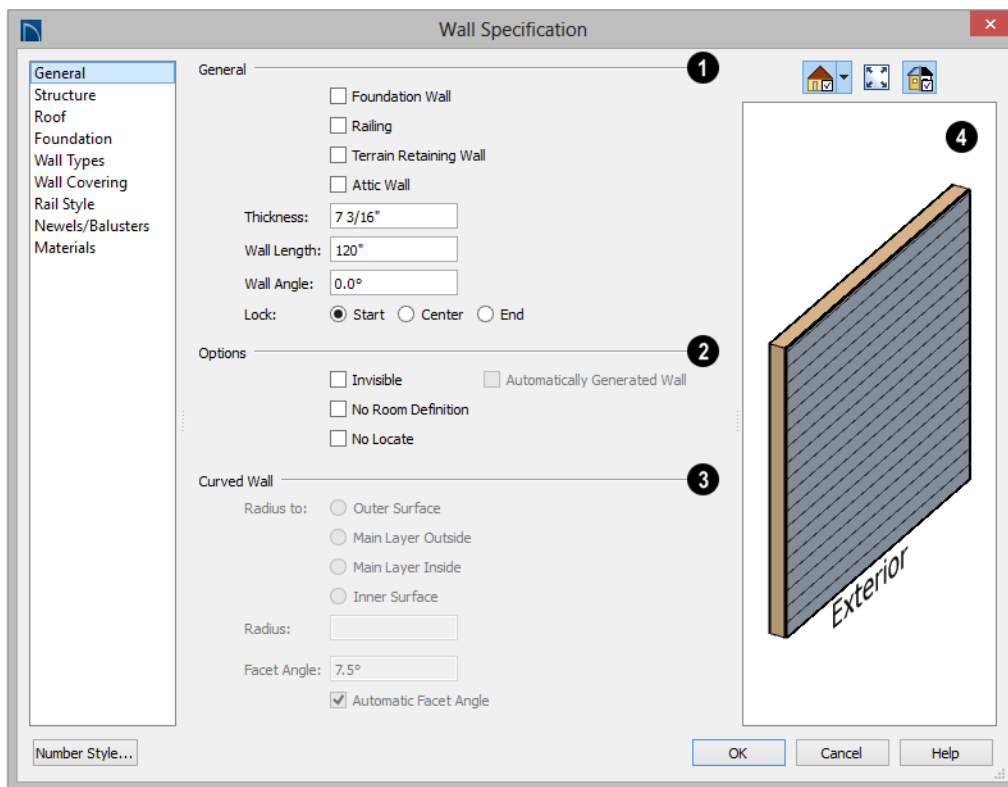 Wall Specification
General
Structure
Roof
Foundation
Wall Types
Wall Covering
Rail Style
Newels/Balusters
Materials
General 1
Foundation Wall
Railing
Terrain Retaining Wall
Attic Wall
Thickness: 7 3/16"
Wall Length: 120"
Wall Angle: 0.0°
Lock: Start Center End
Options 2
Invisible Automatically Generated Wall
No Room Definition
No Locate
Curved Wall 3
Radius to: Outer Surface
Main Layer Outside
Main Layer Inside
Inner Surface
Radius:
Facet Angle: 7.5°
Automatic Facet Angle
4
Exterior
Number Style... OK Cancel Help